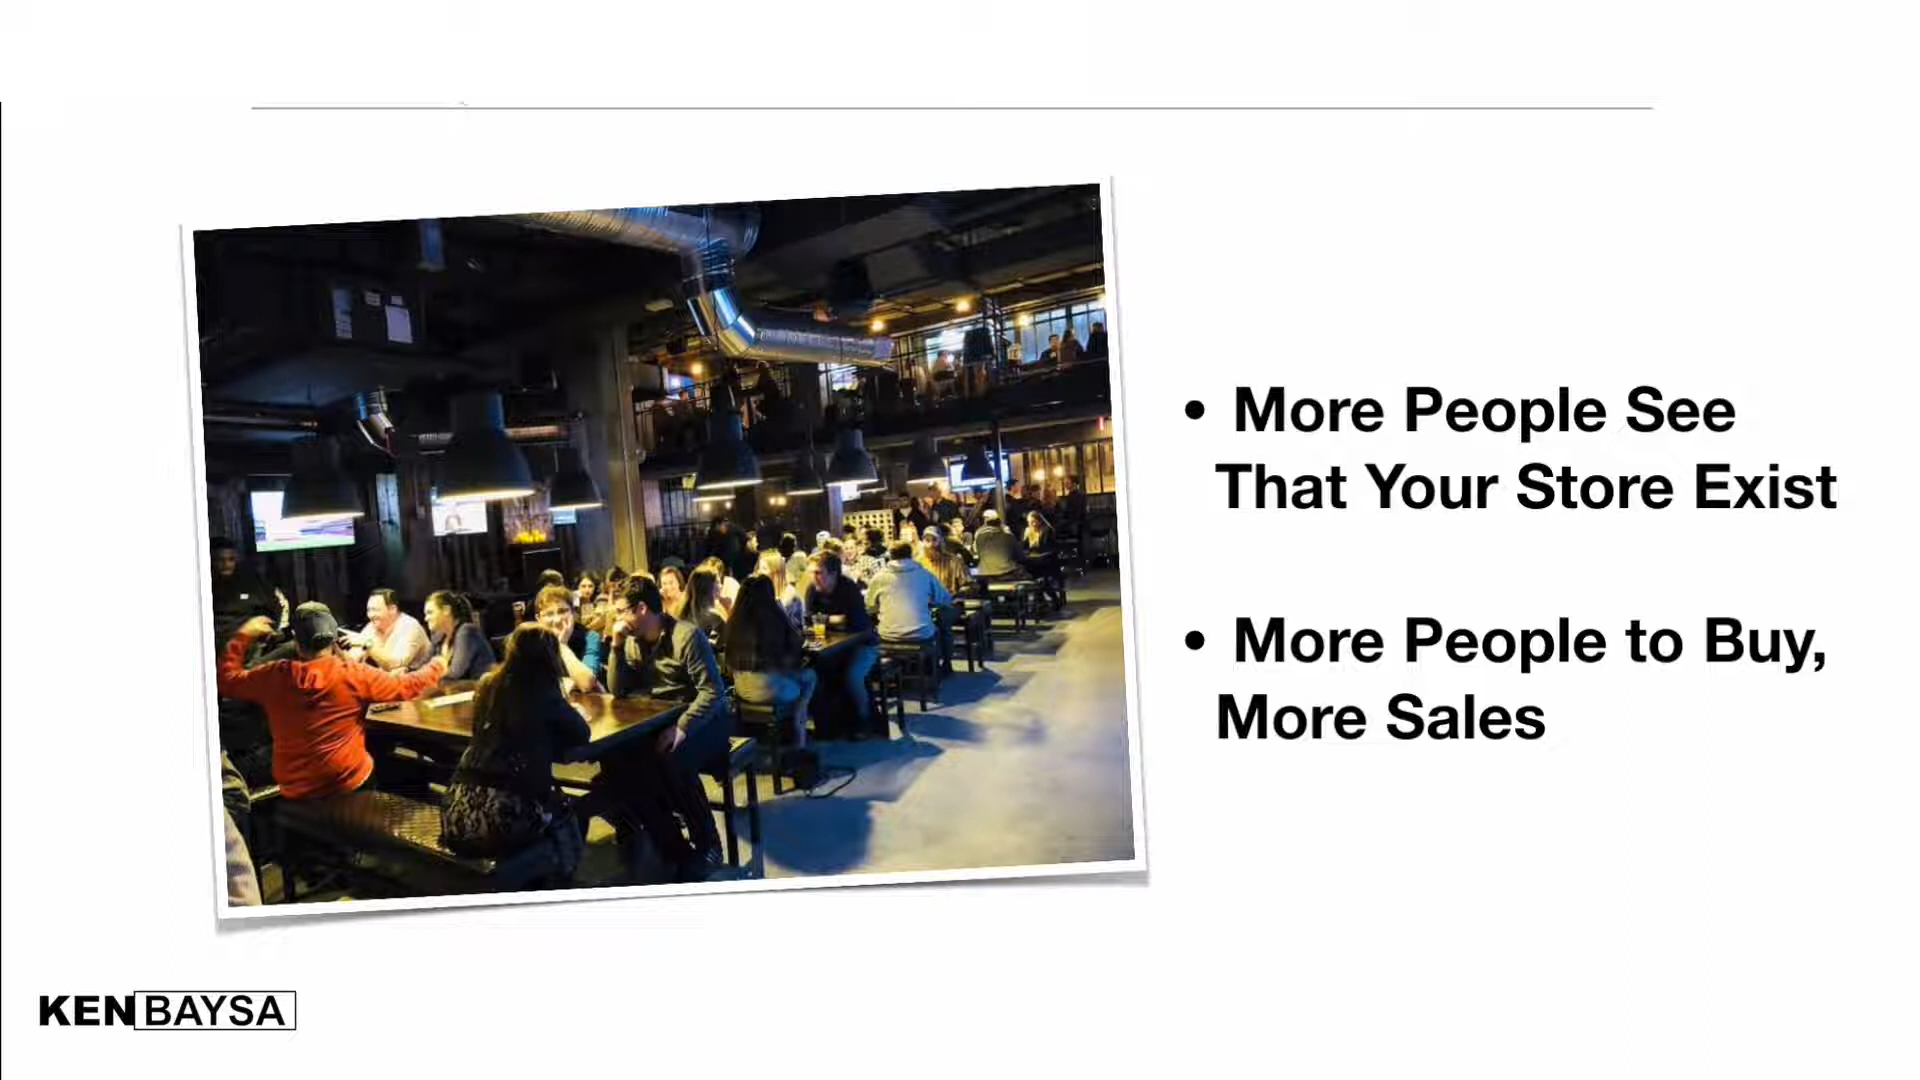 • More People See
That Your Store Exist
• More People to Buy,
More Sales
KENBAYSA